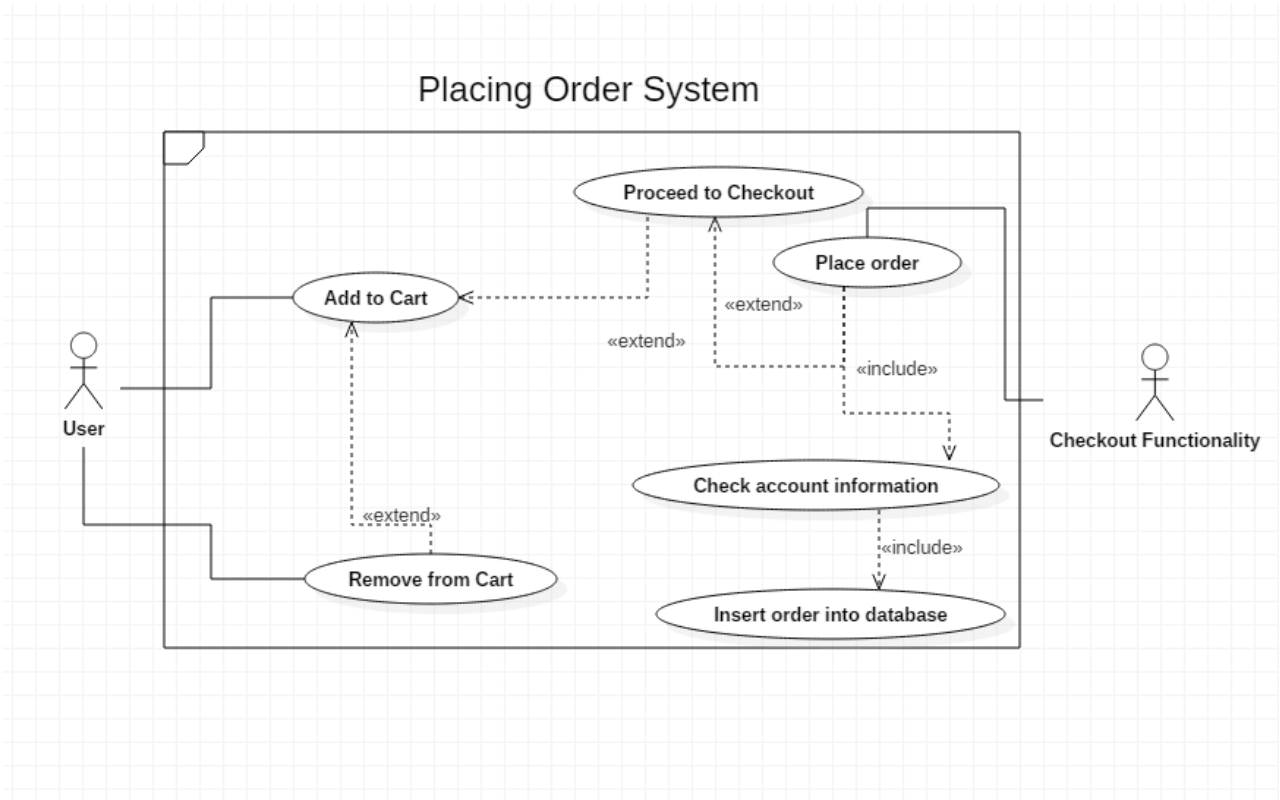 Placing Order System
Proceed to Checkout
Place order
Add to Cart
«extend»
«extend»
«include»
User
Checkout Functionality
Check account information
«extend»
«include»
Remove from Cart
Insert order into database